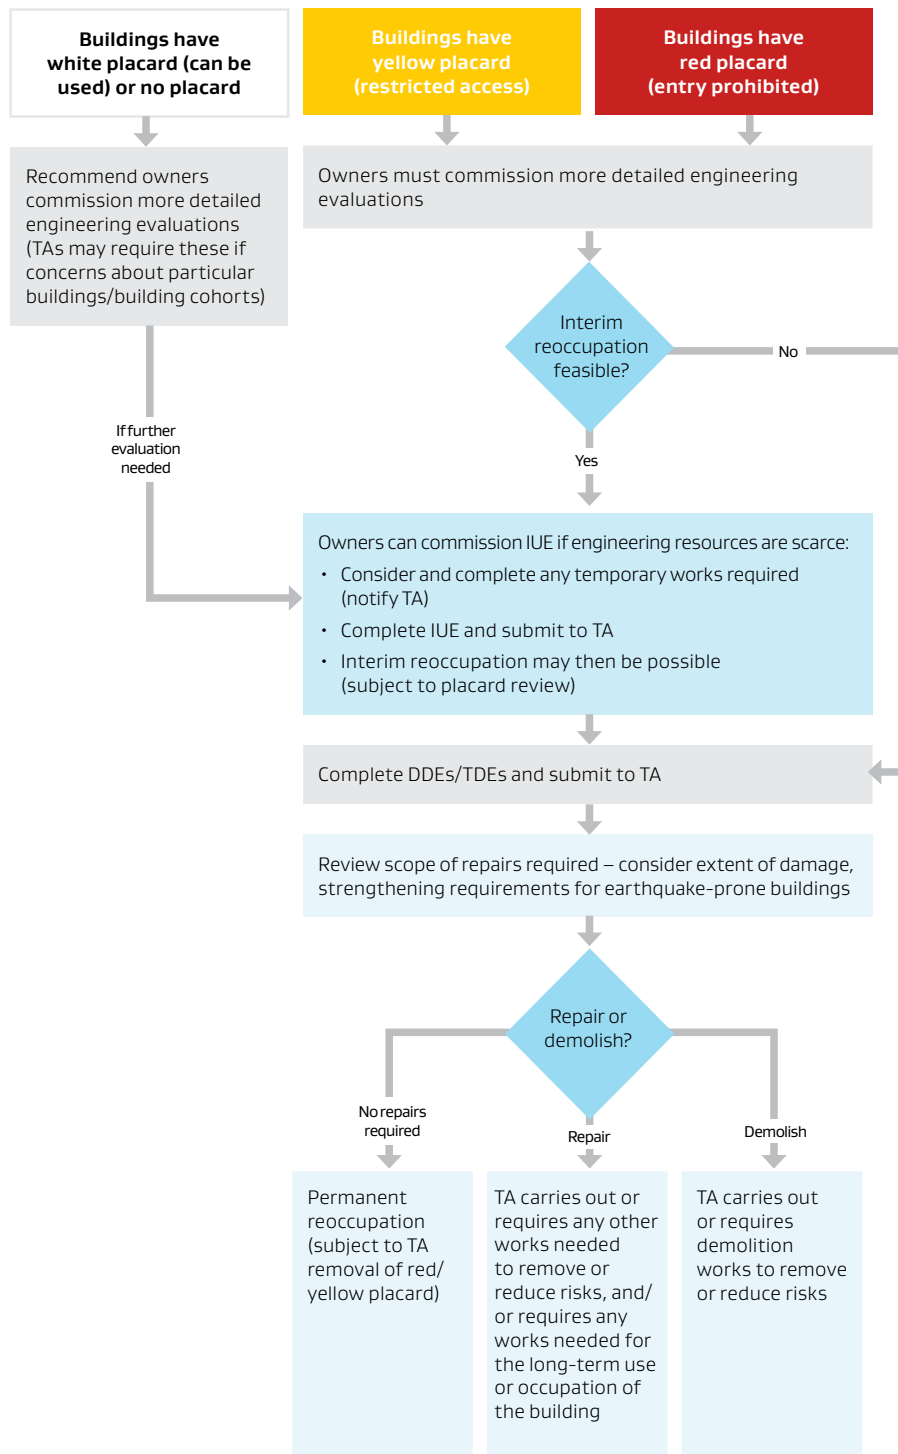 Buildings have
white placard (can be
used) or no placard
Buildings have
yellow placard
(restricted access)
Buildings have
red placard
(entry prohibited)
Recommend owners
commission more detailed
engineering evaluations
(TAs may require these if
concerns about particular
buildings/building cohorts)
Owners must commission more detailed engineering
evaluations
Interim
reoccupation
feasible?
No
If further
evaluation
needed
Yes
Owners can commission IUE if engineering resources are scarce:
• Consider and complete any temporary works required
(notify TA)
• Complete IUE and submit to TA
• Interim reoccupation may then be possible
(subject to placard review)
Complete DDEs/TDEs and submit to TA
Review scope of repairs required – consider extent of damage,
strengthening requirements for earthquake-prone buildings
Repair or
demolish?
No repairs
required
Repair
Demolish
Permanent
reoccupation
(subject to TA
removal of red/
yellow placard)
TA carries out or
requires any other
works needed
to remove or
reduce risks, and/
or requires any
works needed for
the long-term use
or occupation of
the building
TA carries out
or requires
demolition
works to remove
or reduce risks